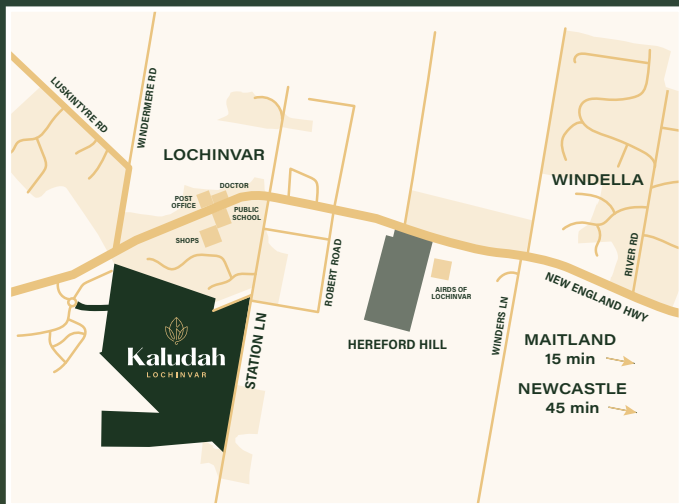 LUSKINTYRE RD
WINDERMERE RD
LOCHINVAR
DOCTOR
POST
OFFICE
PUBLIC
SCHOOL
SHOPS
WINDELLA
RIVER RD
ROBERT ROAD
AIRDS OF
LOCHINVAR
NEW ENGLAND HWY
WINDERS LN
STATION LN
HEREFORD HILL
Kaludah
LOCHINVAR
MAITLAND
15 min
NEWCASTLE
45 min